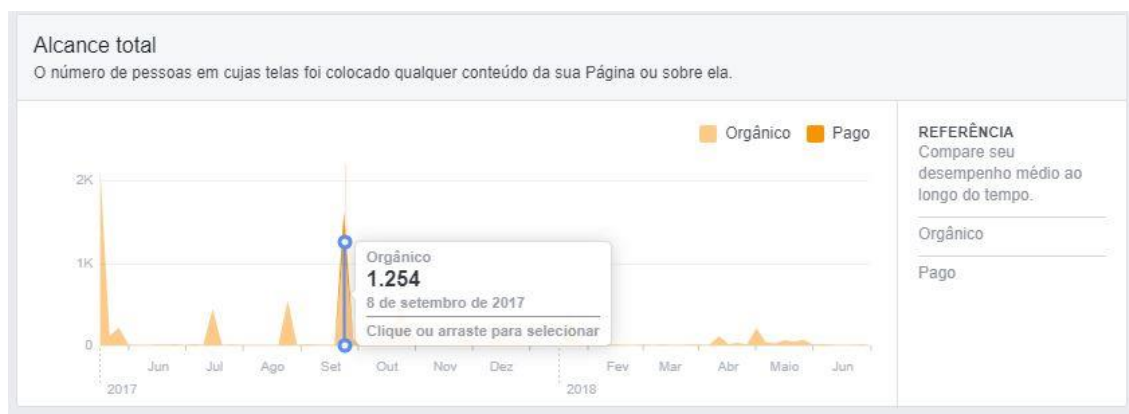 Alcance total
O número de pessoas em cujas telas foi colocado qualquer conteúdo da sua Página ou sobre ela.
Orgânico Pago
2K
1K
0
Orgânico
1.254
8 de setembro de 2017
Clique ou arraste para selecionar
Jun Jul Ago Set Out Nov Dez Fev Mar Abr Maio Jun
2017 2018
REFERÊNCIA
Compare seu
desempenho médio ao
longo do tempo.
Orgânico
Pago